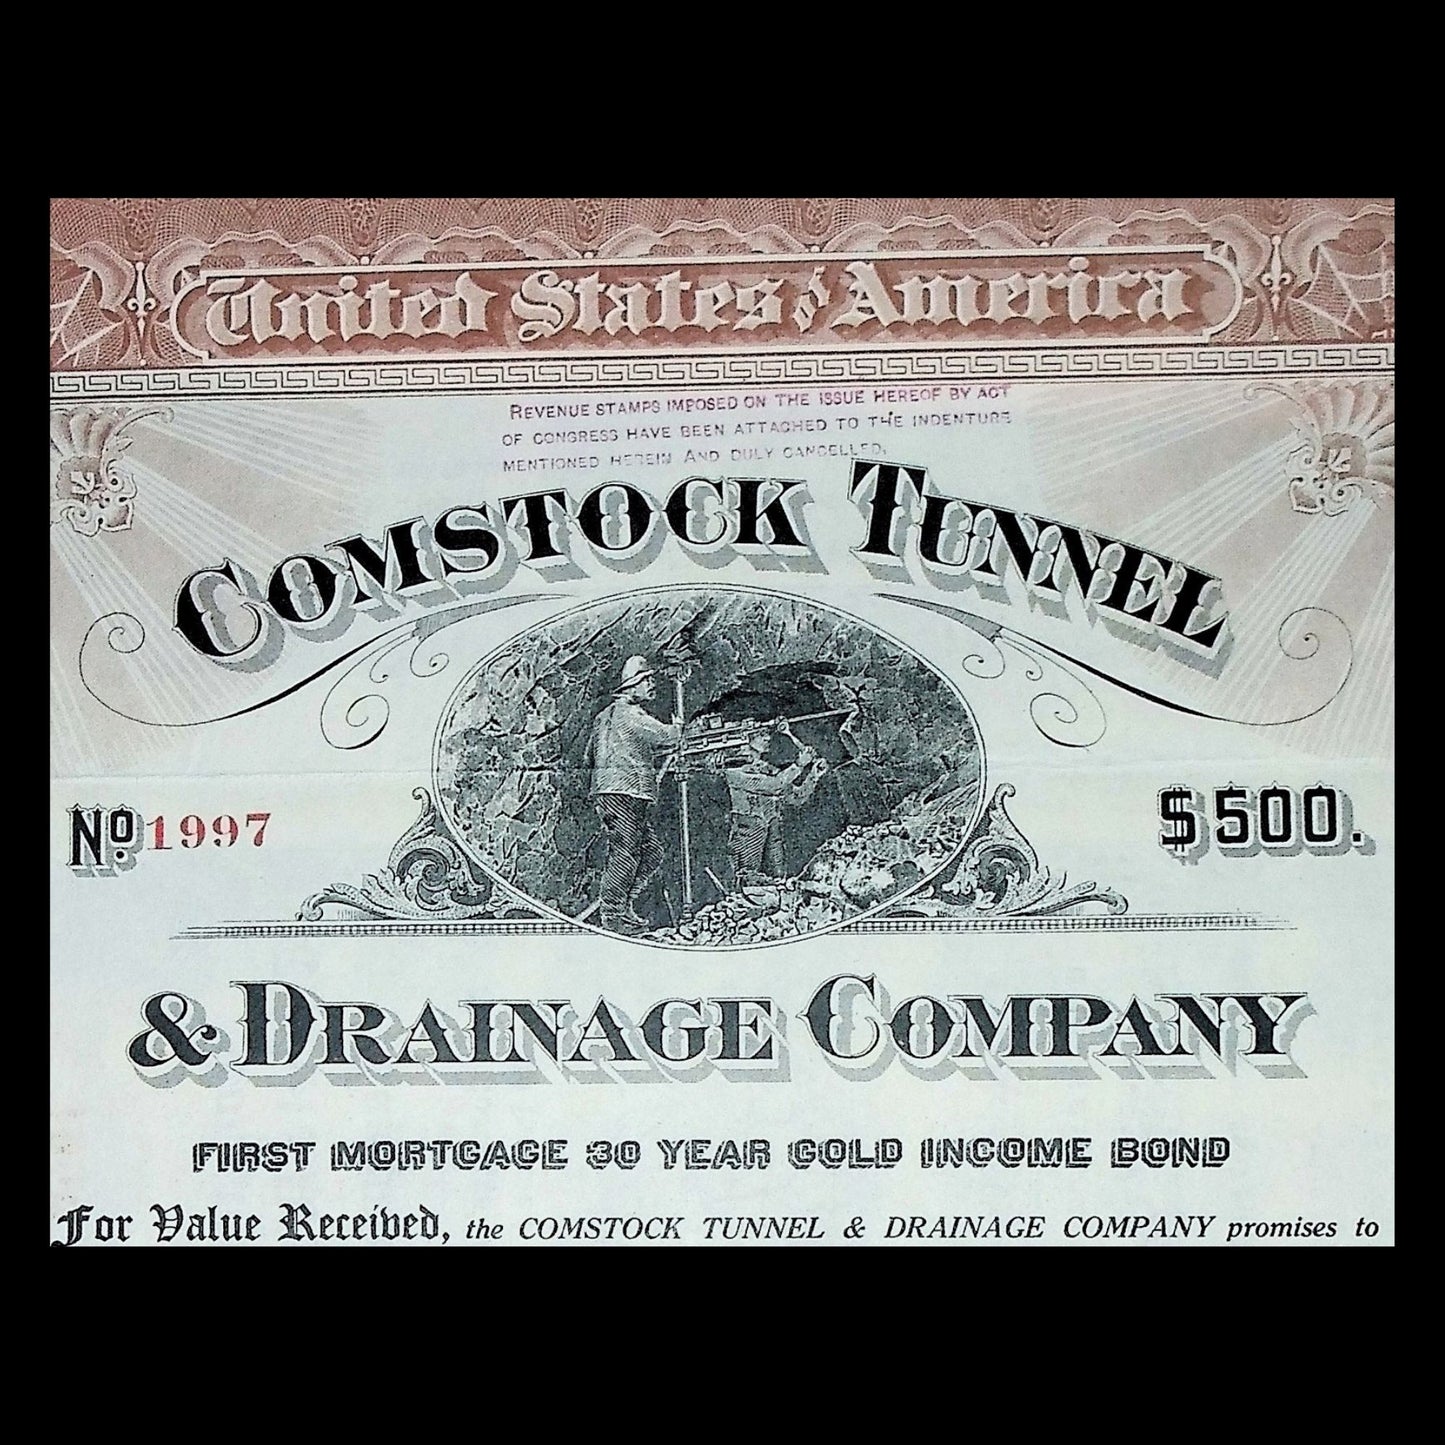 United States of America
REVENUE STAMPS IMPOSED ON THE ISSUE HEREOF BY ACT
OF CONGRESS HAVE BEEN ATTACHED TO THE INDENTURE
MENTIONED HEREIN AND DULY CANCELLED.
COMSTOCK TUNNEL
No. 1997
$500.
& DRAINAGE COMPANY
FIRST MORTGAGE 30 YEAR GOLD INCOME BOND
For Value Received, the COMSTOCK TUNNEL & DRAINAGE COMPANY promises to